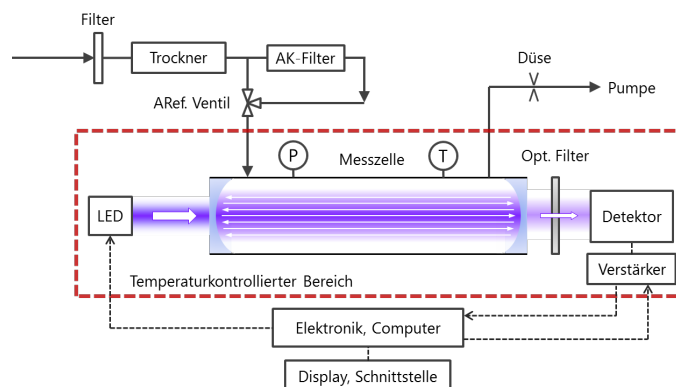 Filter
Trockner
AK-Filter
Düse
Pumpe
ARef. Ventil
P
Messzelle
T
Opt. Filter
LED
Detektor
Verstärker
Temperaturkontrollierter Bereich
Elektronik, Computer
Display, Schnittstelle